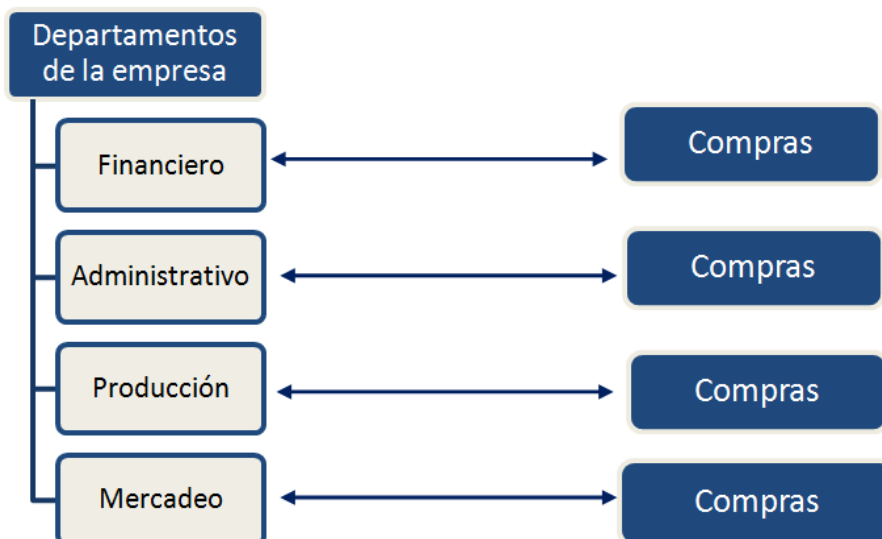 Departamentos
de la empresa
Financiero
Compras
Administrativo
Compras
Producción
Compras
Mercadeo
Compras